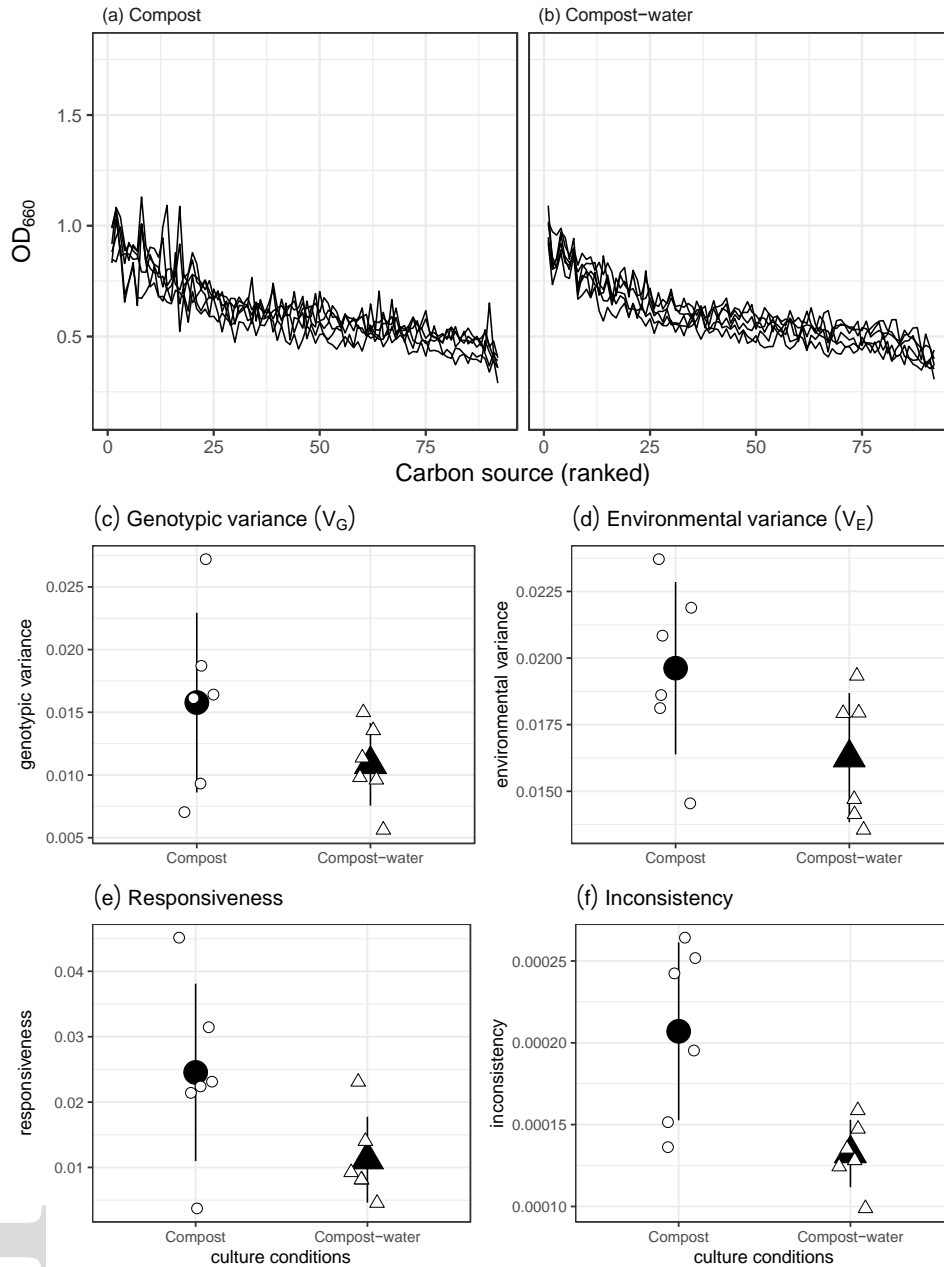 (a) Compost
(b) Compost−water
OD660
1.5
1.0
0.5
0 25 50 75
0 25 50 75
Carbon source (ranked)
(c) Genotypic variance (VG)
(d) Environmental variance (VE)
genotypic variance
0.025
0.020
0.015
0.010
0.005
Compost Compost−water
environmental variance
0.0225
0.0200
0.0175
0.0150
Compost Compost−water
(e) Responsiveness
(f) Inconsistency
responsiveness
0.04
0.03
0.02
0.01
Compost Compost−water
culture conditions
inconsistency
0.00025
0.00020
0.00015
0.00010
Compost Compost−water
culture conditions